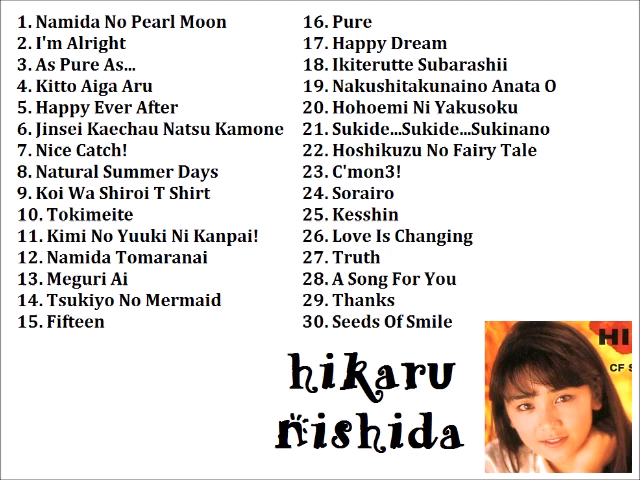 1. Namida No Pearl Moon
2. I'm Alright
3. As Pure As...
4. Kitto Aiga Aru
5. Happy Ever After
6. Jinsei Kaechau Natsu Kamone
7. Nice Catch!
8. Natural Summer Days
9. Koi Wa Shiroi T Shirt
10. Tokimeite
11. Kimi No Yuuki Ni Kanpai!
12. Namida Tomaranai
13. Meguri Ai
14. Tsukiyo No Mermaid
15. Fifteen
16. Pure
17. Happy Dream
18. Ikiterutte Subarashii
19. Nakushitakunaino Anata O
20. Hohoemi Ni Yakusoku
21. Sukide...Sukide...Sukinano
22. Hoshikuzu No Fairy Tale
23. C'mon3!
24. Sorairo
25. Kesshin
26. Love Is Changing
27. Truth
28. A Song For You
29. Thanks
30. Seeds Of Smile
hikaru
nishida
HI
CF S